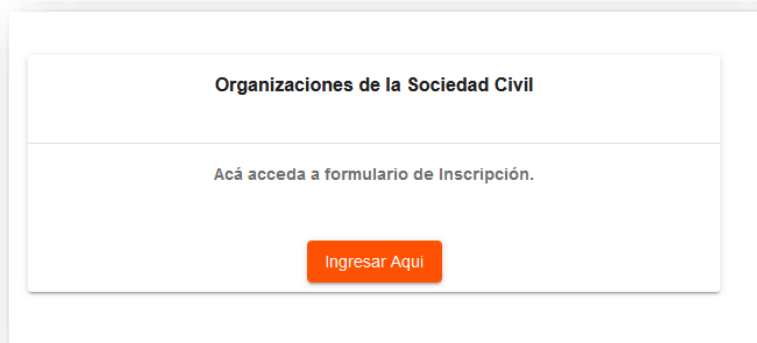 Organizaciones de la Sociedad Civil
Acá acceda a formulario de Inscripción.
Ingresar Aqui